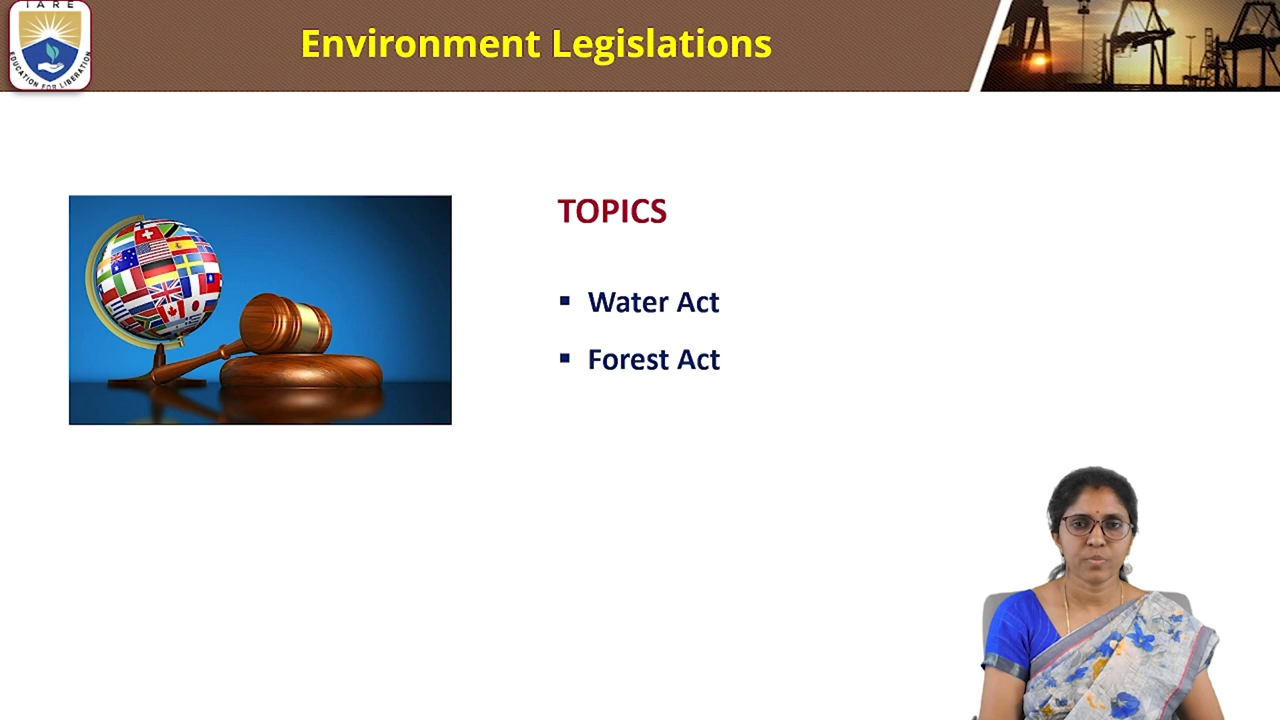 IARE
EDUCATION FOR LIBERATION
Environment Legislations
TOPICS
▪ Water Act
▪ Forest Act